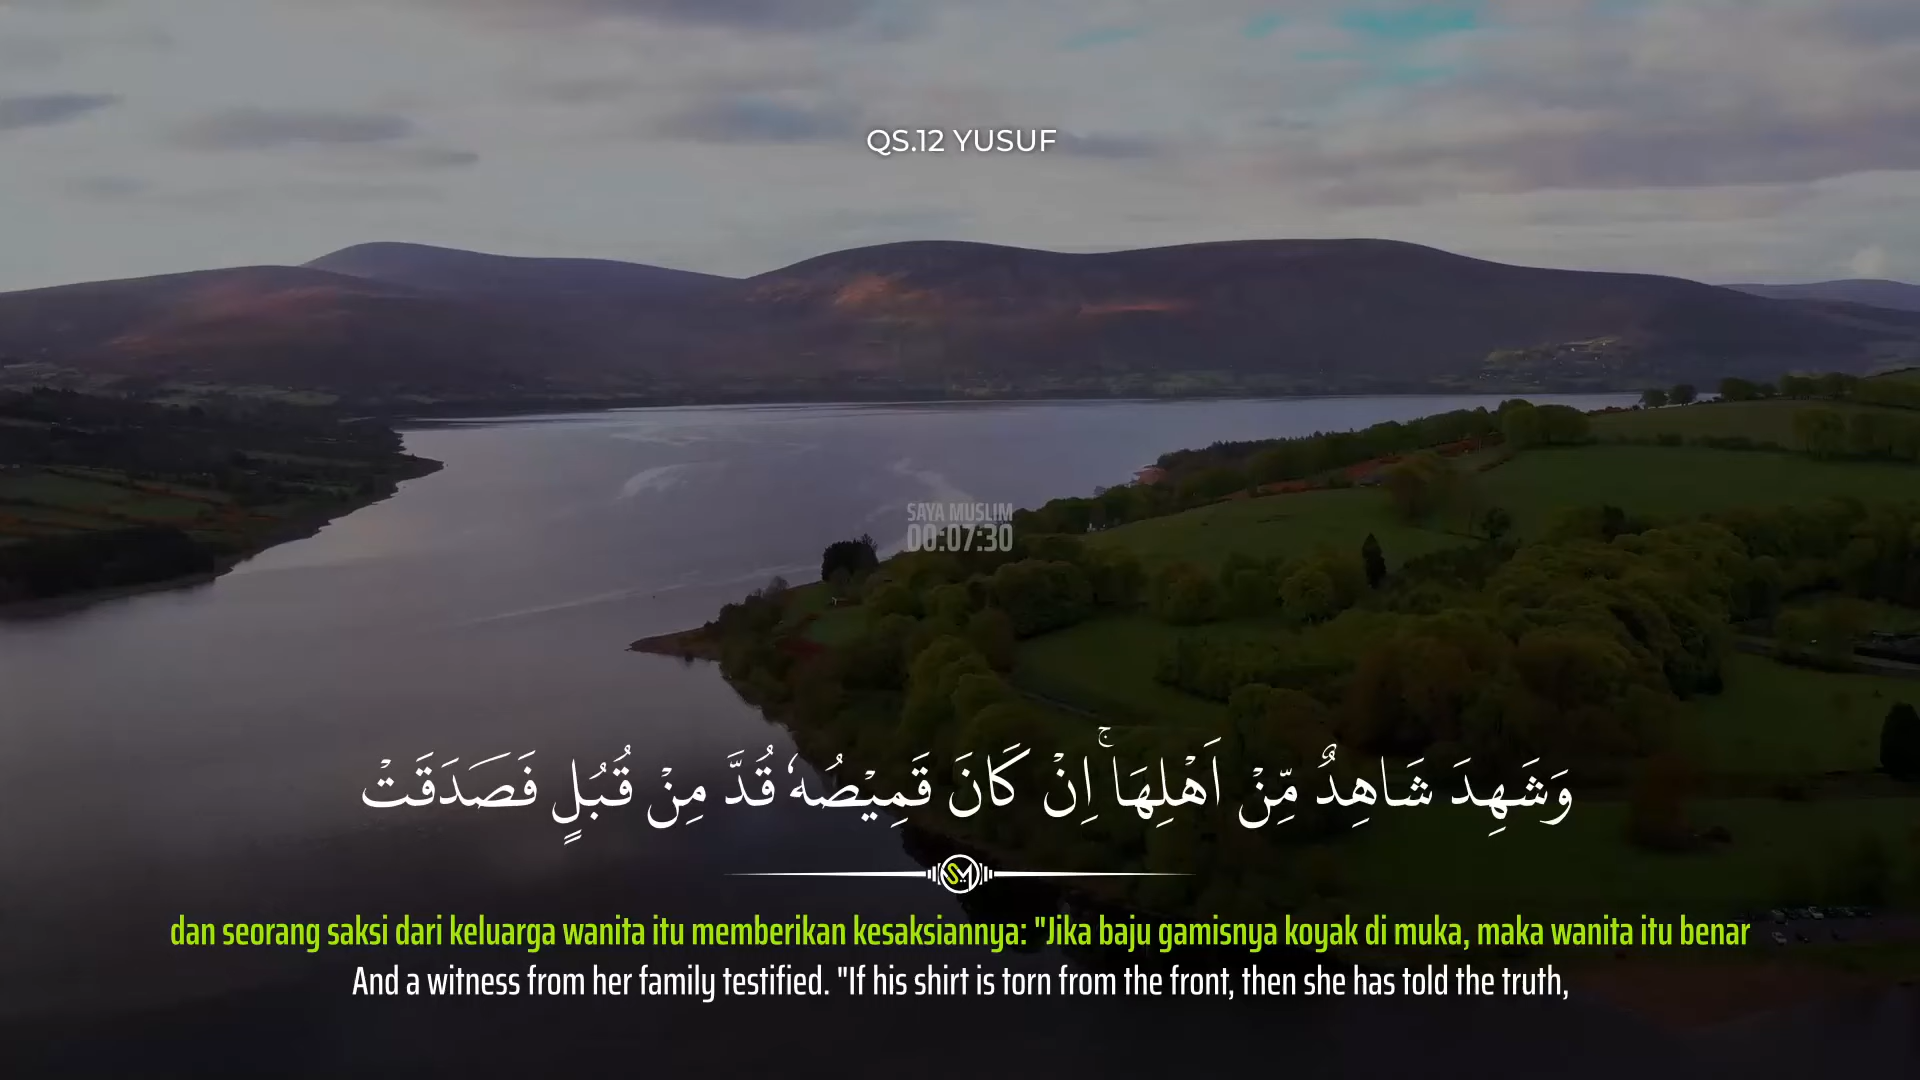 QS.12 YUSUF
SAYA MUSLIM
00:07:30
وَشَهِدَ شَاهِدٌ مِّنْ اَهْلِهَاۚ اِنْ كَانَ قَمِيْصُهٗ قُدَّ مِنْ قُبُلٍ فَصَدَقَتْ
SM
dan seorang saksi dari keluarga wanita itu memberikan kesaksiannya: "Jika baju gamisnya koyak di muka, maka wanita itu benar
And a witness from her family testified. "If his shirt is torn from the front, then she has told the truth,